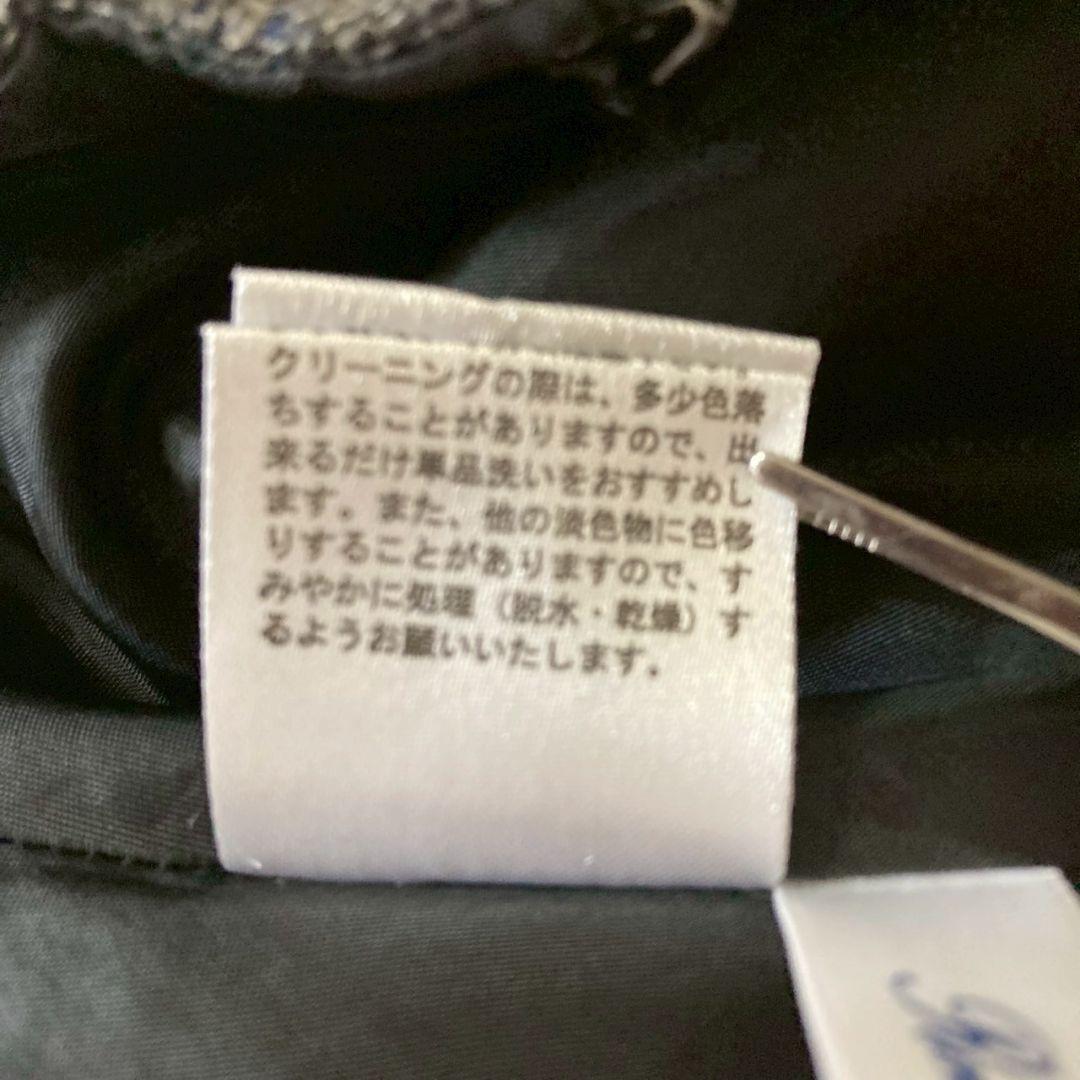 クリーニングの際は、多少色落
ちすることがありますので、出
来るだけ単品洗いをおすすめし
ます。また、他の淡色物に色移
りすることがありますので、す
みやかに処理（脱水・乾燥）す
るようお願いいたします。